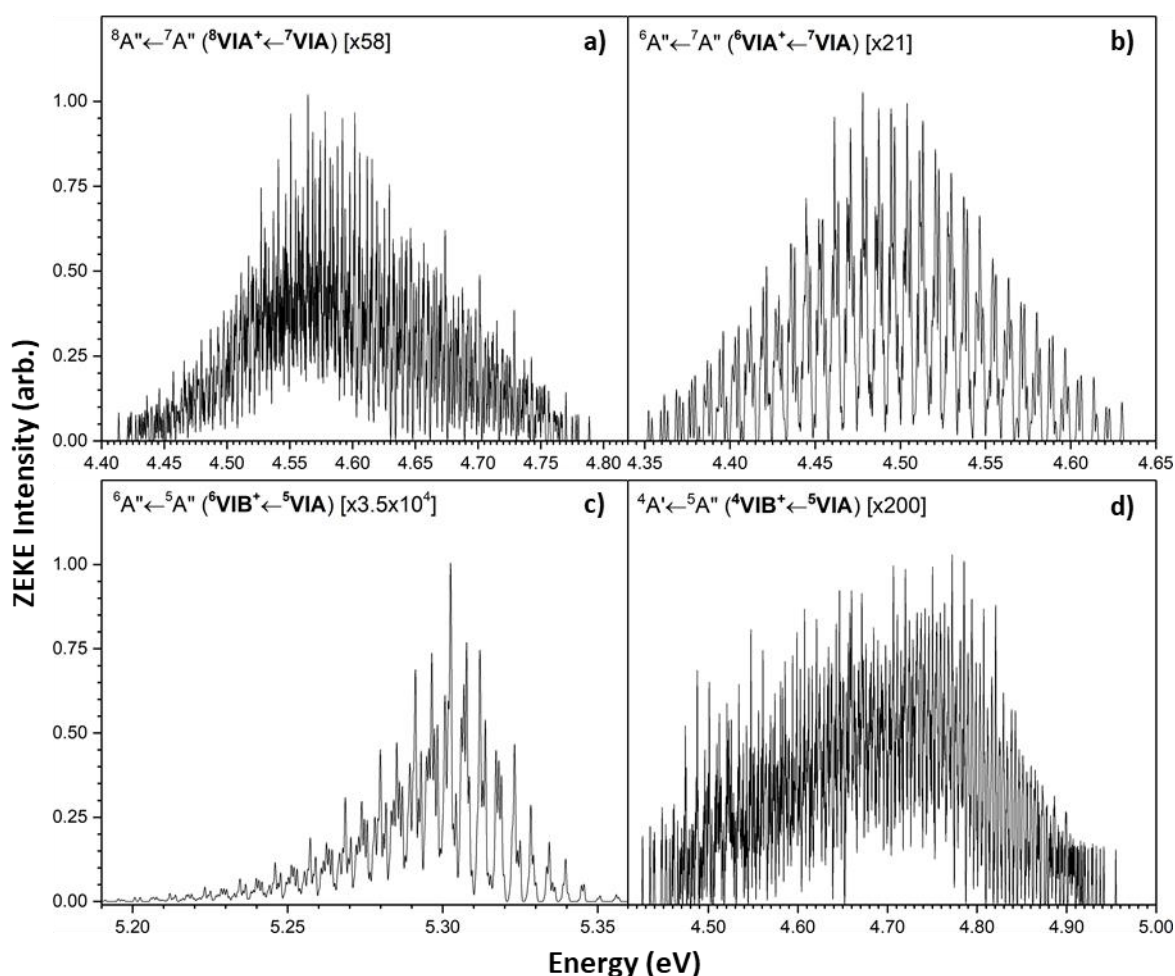 ⁸A"←⁷A" (⁸VIA⁺←⁷VIA) [x58]
a)
⁶A"←⁷A" (⁶VIA⁺←⁷VIA) [x21]
b)
1.00
0.75
0.50
0.25
0.00
4.40 4.45 4.50 4.55 4.60 4.65 4.70 4.75 4.80
4.35 4.40 4.45 4.50 4.55 4.60 4.65
⁶A"←⁵A" (⁶VIB⁺←⁵VIA) [x3.5x10⁴]
c)
⁴A'←⁵A" (⁴VIB⁺←⁵VIA) [x200]
d)
1.00
0.75
0.50
0.25
0.00
5.20 5.25 5.30 5.35
4.50 4.60 4.70 4.80 4.90 5.00
ZEKE Intensity (arb.)
Energy (eV)